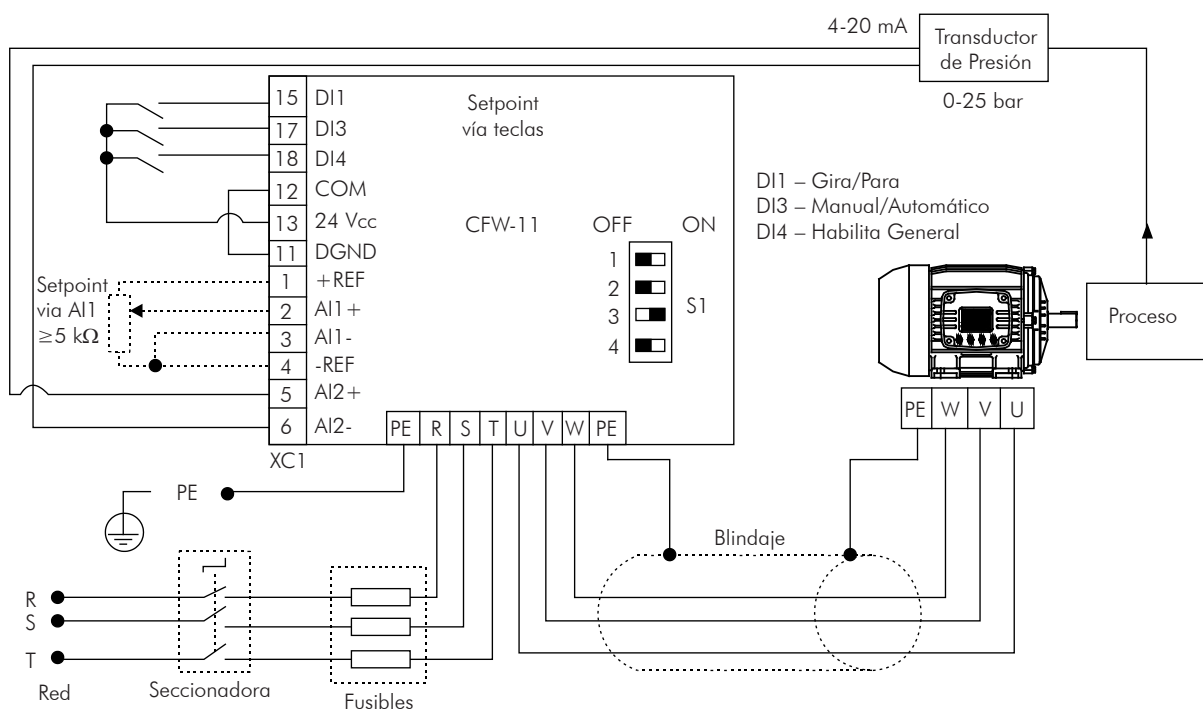 4-20 mA
Transductor
de Presión
0-25 bar
15 DI1
17 DI3
18 DI4
12 COM
13 24 Vcc
11 DGND
1 +REF
2 AI1+
3 AI1-
4 -REF
5 AI2+
6 AI2-
XC1
Setpoint
vía teclas
CFW-11
OFF ON
1
2
3
4
S1
DI1 – Gira/Para
DI3 – Manual/Automático
DI4 – Habilita General
Setpoint
via AI1
≥5 kΩ
Proceso
PE R S T U V W PE
PE W V U
PE
Blindaje
R
S
T
Red
Seccionadora
Fusibles